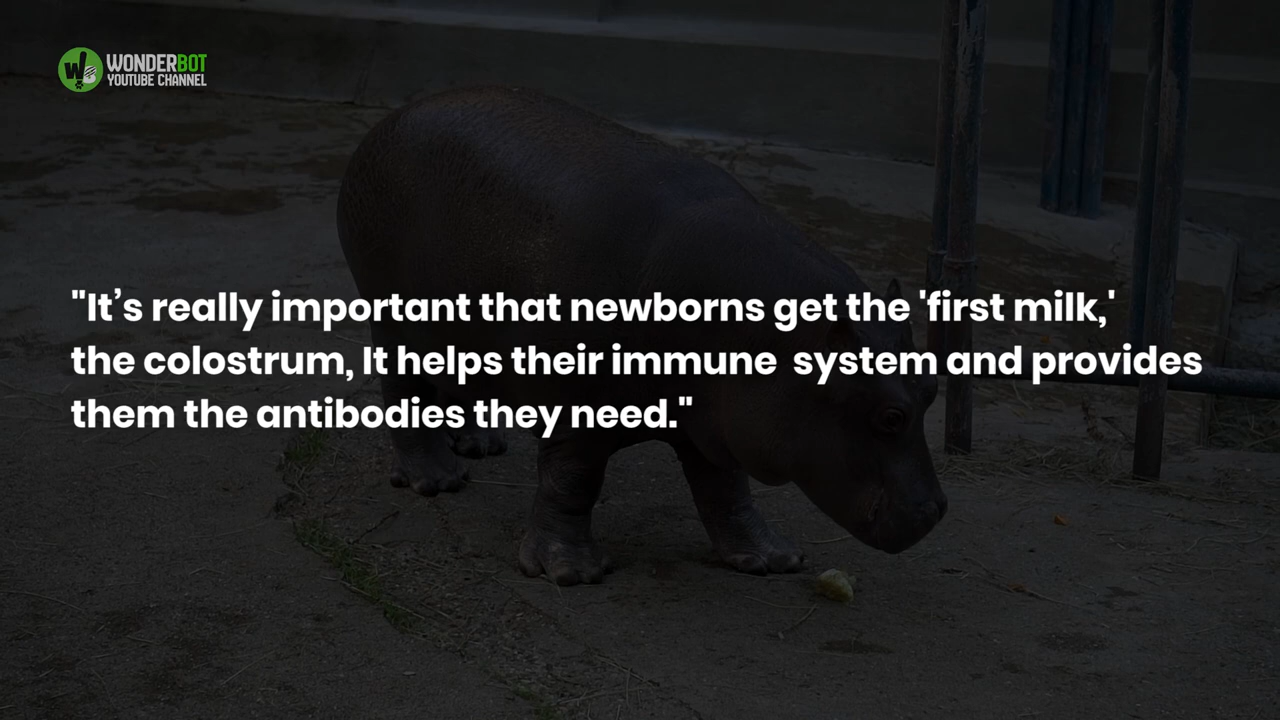 WONDERBOT
YOUTUBE CHANNEL
"It’s really important that newborns get the 'first milk,'
the colostrum, It helps their immune  system and provides
them the antibodies they need."